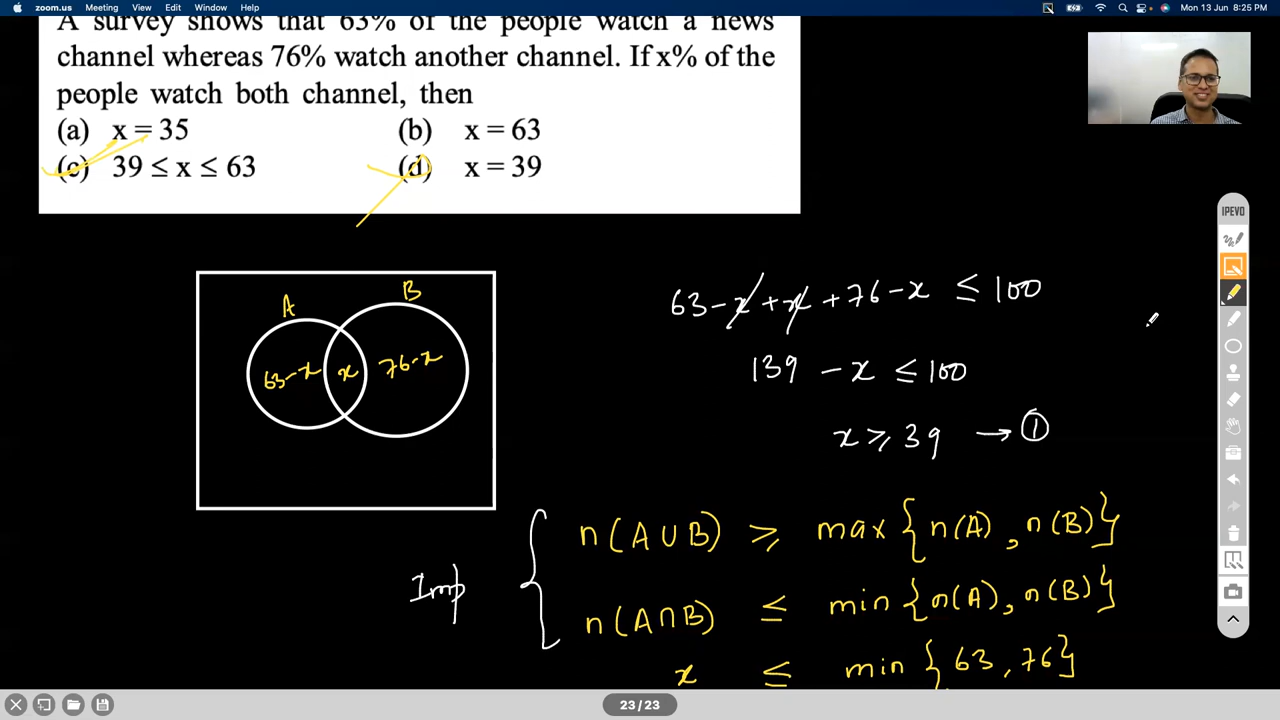 zoom.us Meeting View Edit Window Help Mon 13 Jun 8:25 PM
A survey shows that 63% of the people watch a news
channel whereas 76% watch another channel. If x% of the
people watch both channel, then
(a) x = 35 (b) x = 63
(c) 39 ≤ x ≤ 63 (d) x = 39
IPEVO
A B
63-x x 76-x
63-x+x+76-x ≤ 100
139 -x ≤ 100
x ≥ 39 → ①
Imp
n(A∪B) ≥ max{n(A), n(B)}
n(A∩B) ≤ min{n(A), n(B)}
x ≤ min{63, 76}
23/23